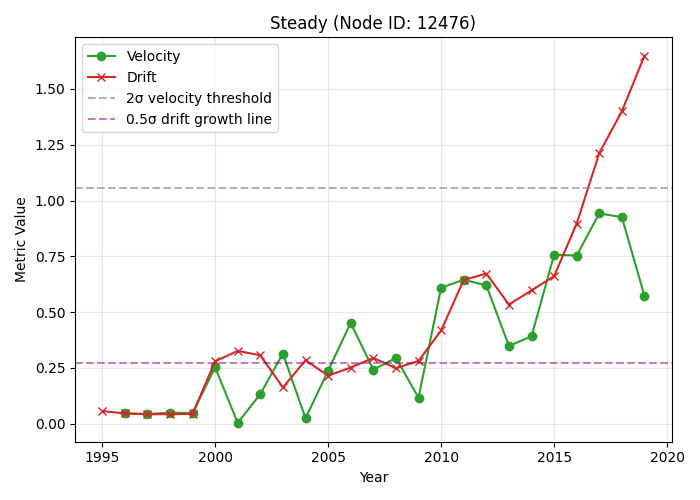 Steady (Node ID: 12476)
Velocity
Drift
2σ velocity threshold
0.5σ drift growth line
Metric Value
1.50
1.25
1.00
0.75
0.50
0.25
0.00
1995 2000 2005 2010 2015 2020
Year